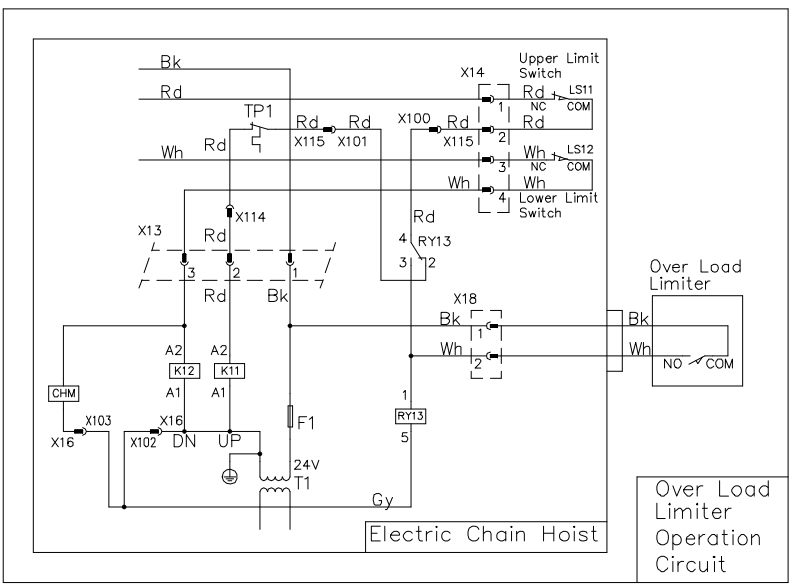 Bk
Upper Limit
Switch
X14
Rd
Rd
LS11
1
NC
COM
TP1
Rd
Rd
X100
Rd
Rd
X115
X101
X115
2
Rd
Wh
Wh
LS12
3
NC
COM
Wh
Wh
4
Lower Limit
Switch
X114
Rd
X13
Rd
4
RY13
3
2
3
2
1
Rd
Bk
Over Load
Limiter
X18
Bk
1
Bk
Wh
2
Wh
NO
COM
A2
A2
K12
K11
A1
A1
CHM
1
RY13
5
X103
X16
X16
X102
DN
UP
F1
24V
T1
Gy
Electric Chain Hoist
Over Load
Limiter
Operation
Circuit